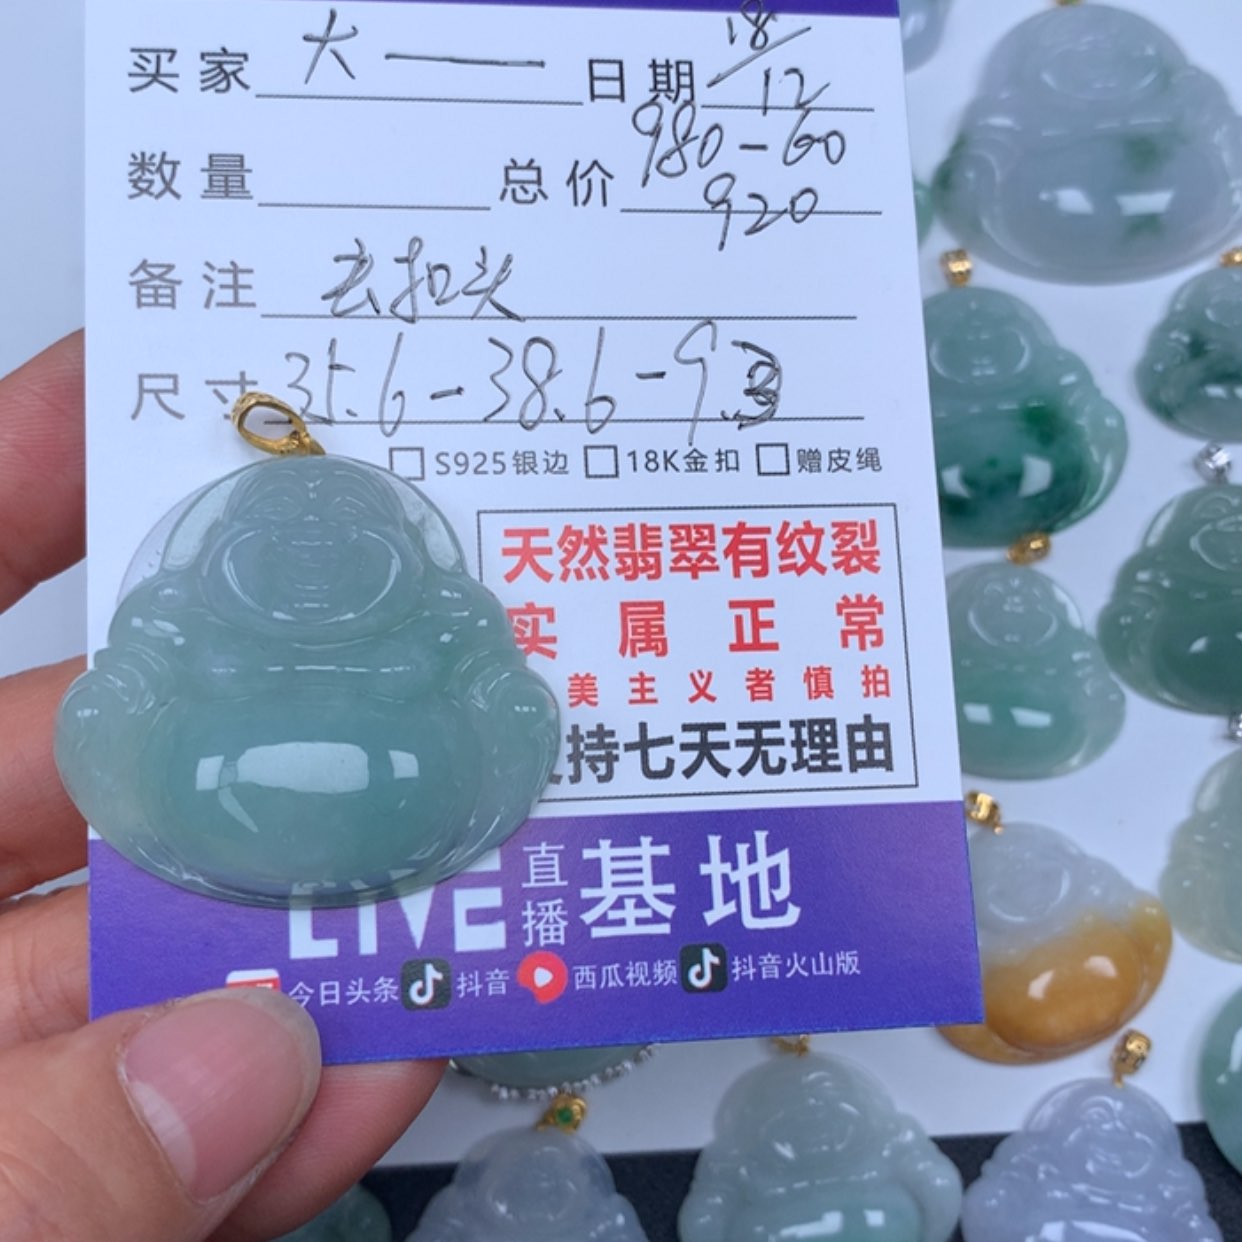 买家 大一 日期 18/12
数量 总价 980-60
920
备注 去扣头
尺寸 35.6-38.6-9.3
S925银边 18K金扣 赠皮绳
天然翡翠有纹裂
实属正常
美主义者慎拍
持七天无理由
LIVE 直播 基地
今日头条 抖音 西瓜视频 抖音火山版